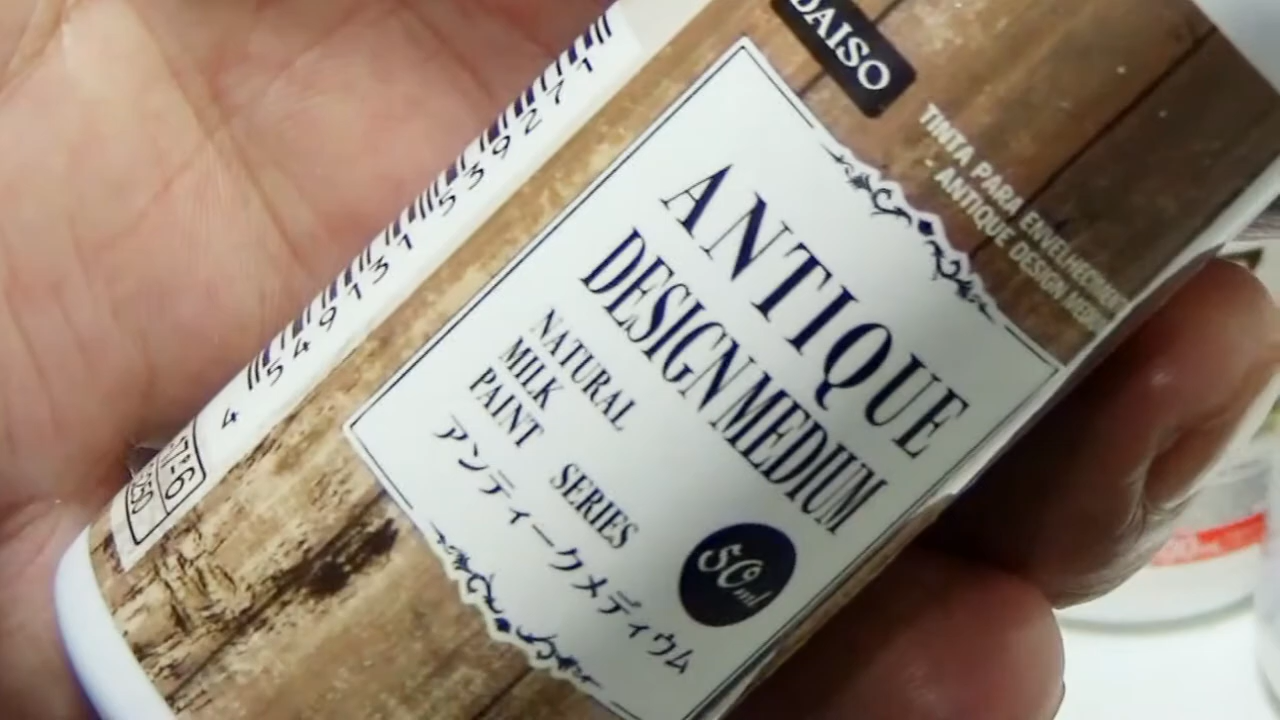 DAISO
TINTA PARA ENVELHECIMENTO
ANTIQUE DESIGN MEDIUM
ANTIQUE
DESIGN MEDIUM
NATURAL
MILK
PAINT SERIES
アンティークメディウム
50ml
4 549131 539271